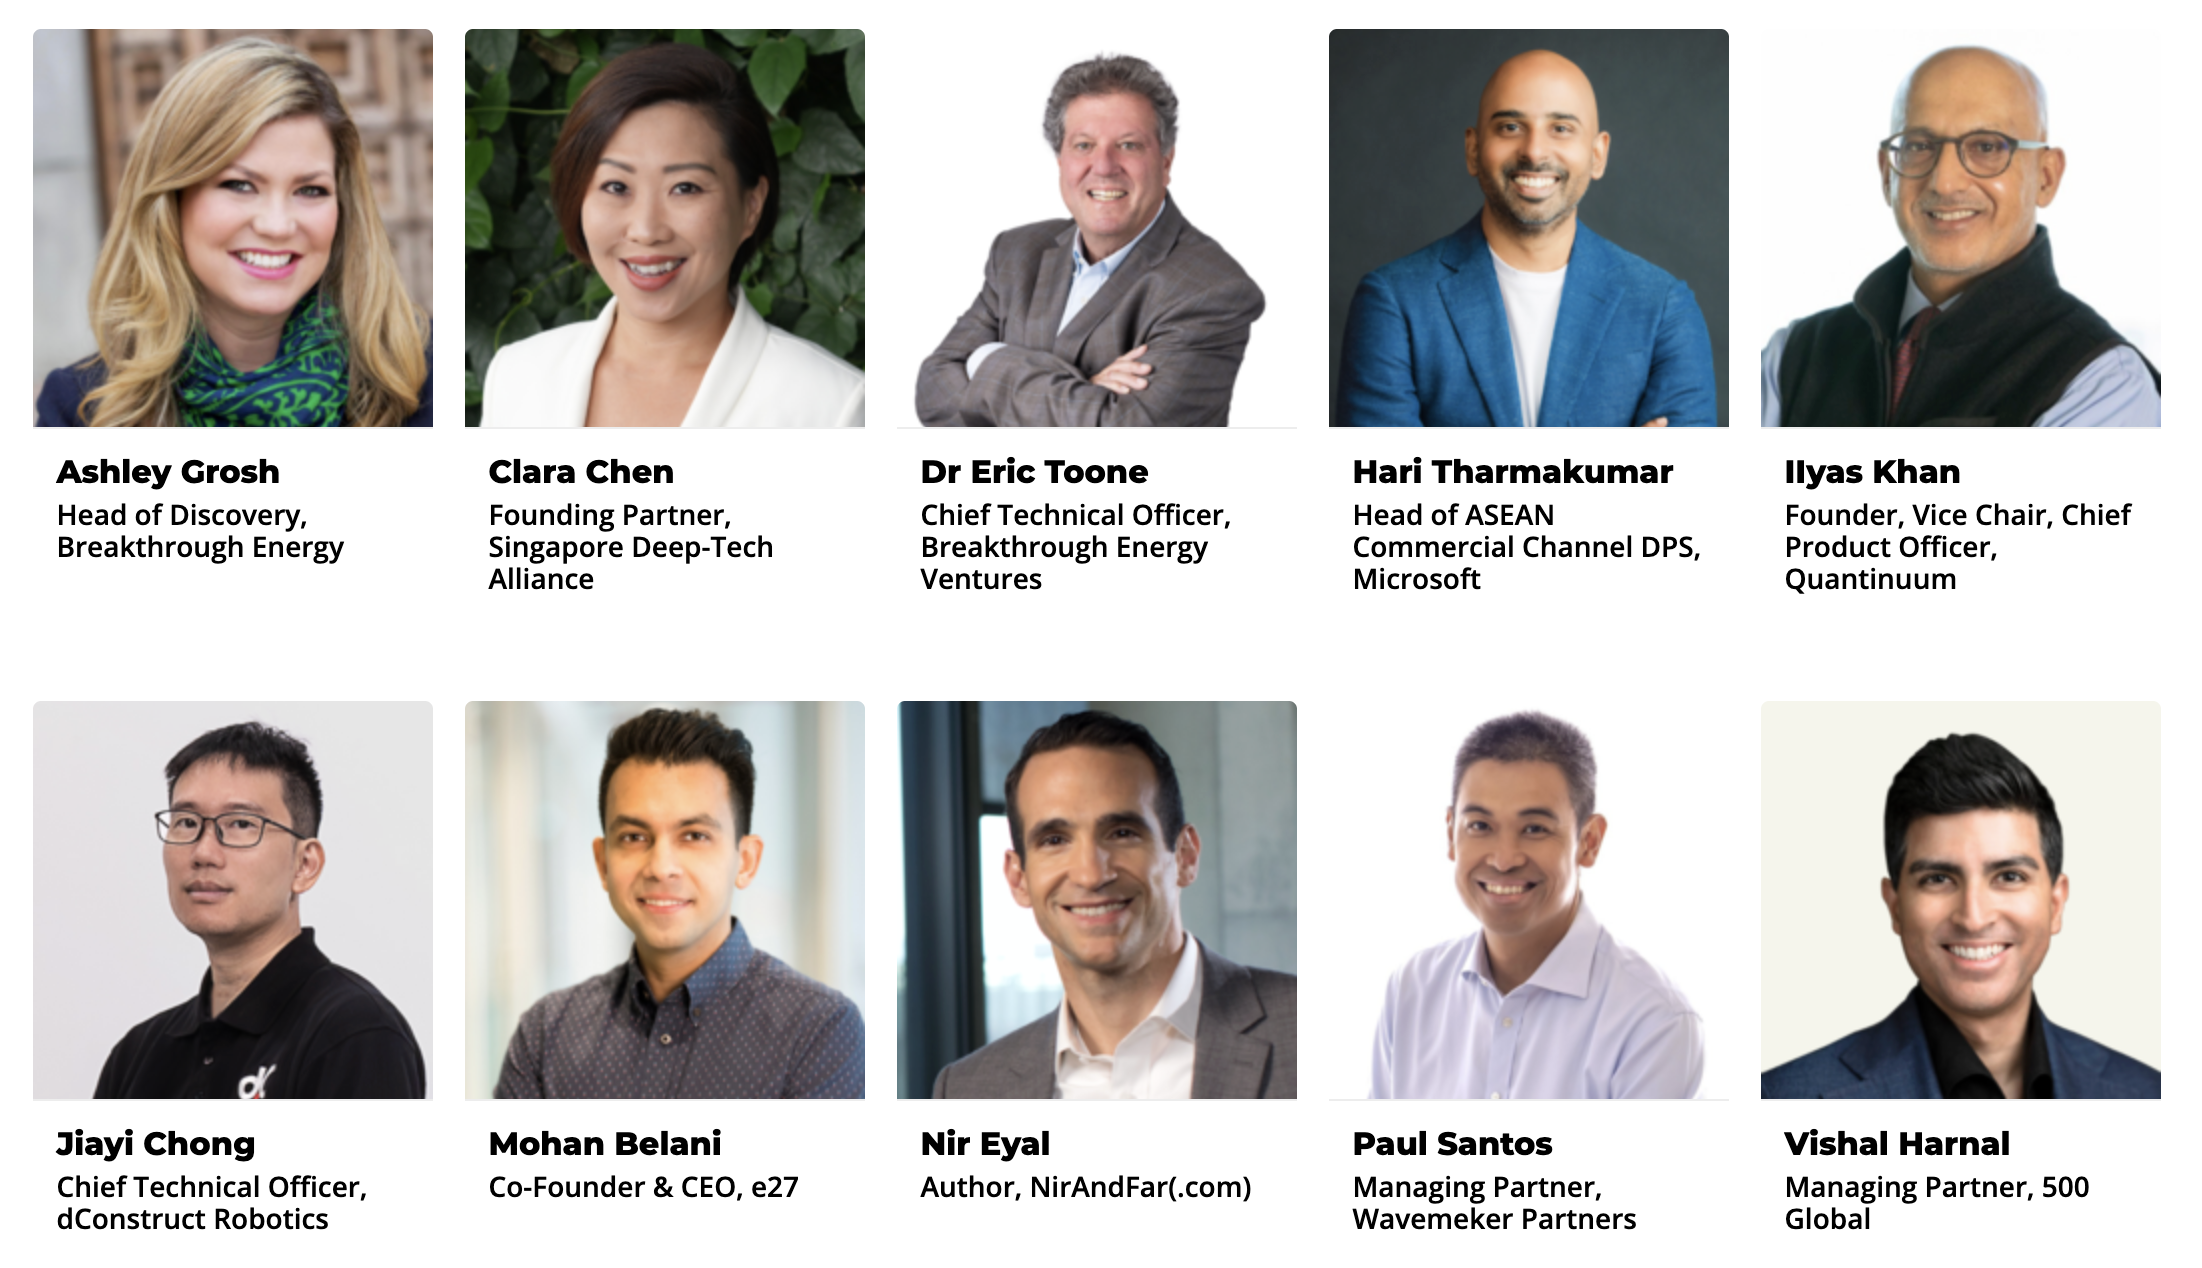 Ashley Grosh
Head of Discovery,
Breakthrough Energy
Clara Chen
Founding Partner,
Singapore Deep-Tech
Alliance
Dr Eric Toone
Chief Technical Officer,
Breakthrough Energy
Ventures
Hari Tharmakumar
Head of ASEAN
Commercial Channel DPS,
Microsoft
IIyas Khan
Founder, Vice Chair, Chief
Product Officer,
Quantinuum
dX
Jiayi Chong
Chief Technical Officer,
dConstruct Robotics
Mohan Belani
Co-Founder & CEO, e27
Nir Eyal
Author, NirAndFar(.com)
Paul Santos
Managing Partner,
Wavemeker Partners
Vishal Harnal
Managing Partner, 500
Global